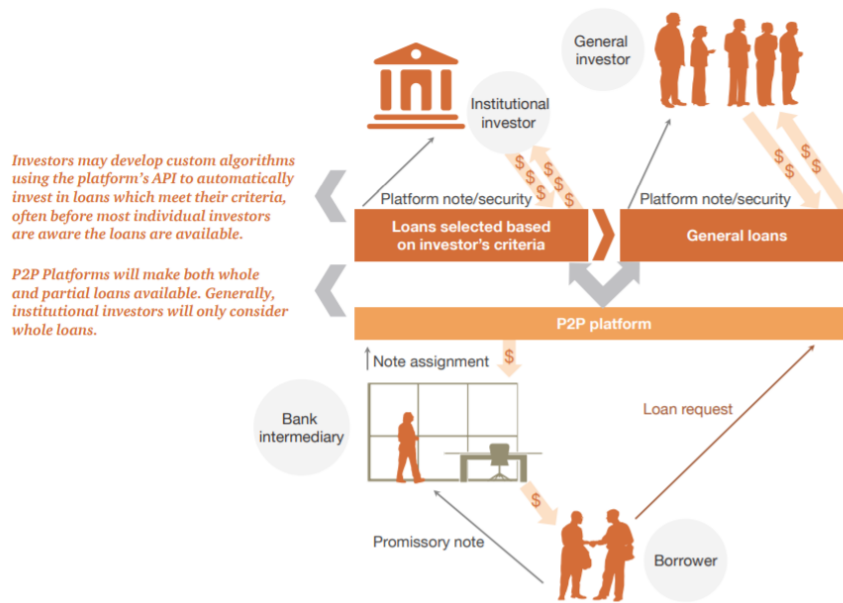 General
investor
Institutional
investor
$ $ $ $
$ $ $ $
Investors may develop custom algorithms
using the platform's API to automatically
invest in loans which meet their criteria,
often before most individual investors
are aware the loans are available.
Platform note/security
Platform note/security
Loans selected based
on investor's criteria
General loans
P2P Platforms will make both whole
and partial loans available. Generally,
institutional investors will only consider
whole loans.
P2P platform
Note assignment
$
Loan request
Bank
intermediary
$
Promissory note
Borrower